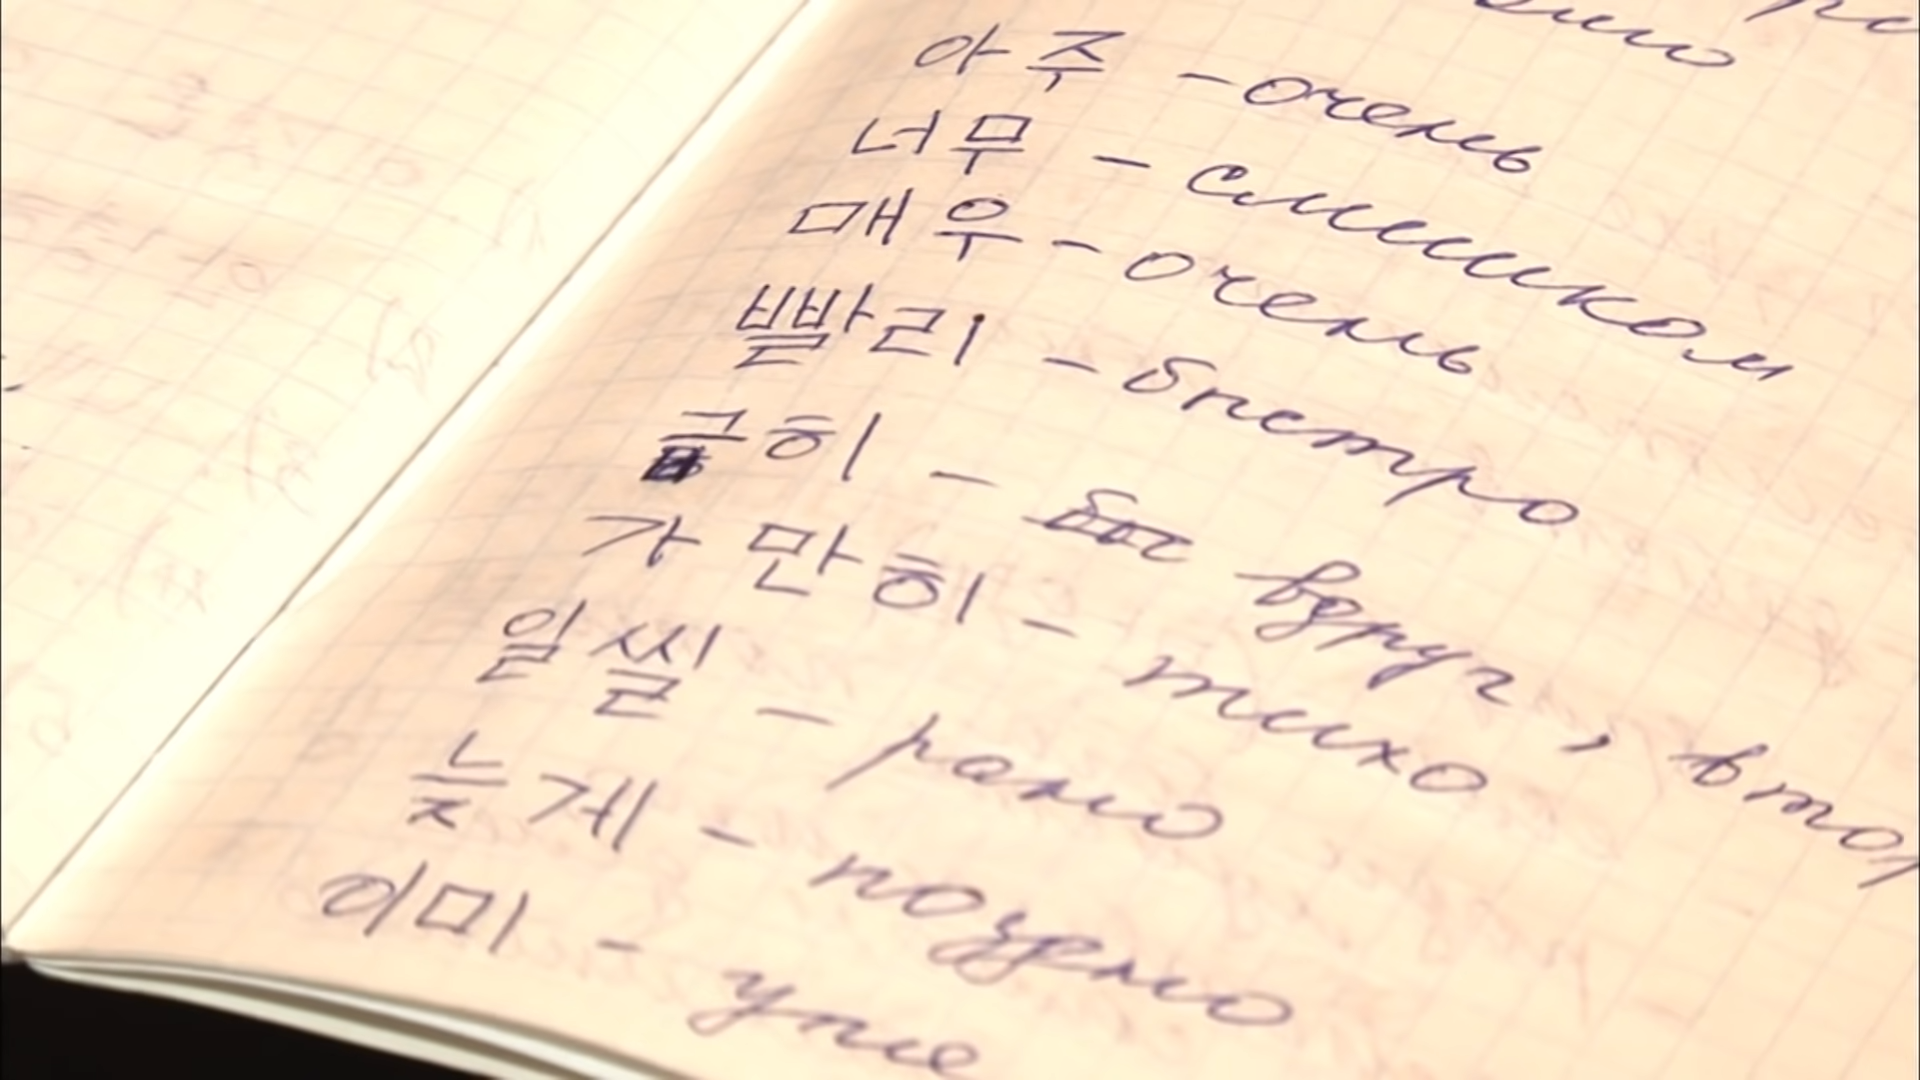 아주 - очень
너무 - слишком
매우 - очень
빨리 - быстро
급히 - вдруг,
가만히 - тихо
일찔 - рано
늦게 - поздно
이미 - уже